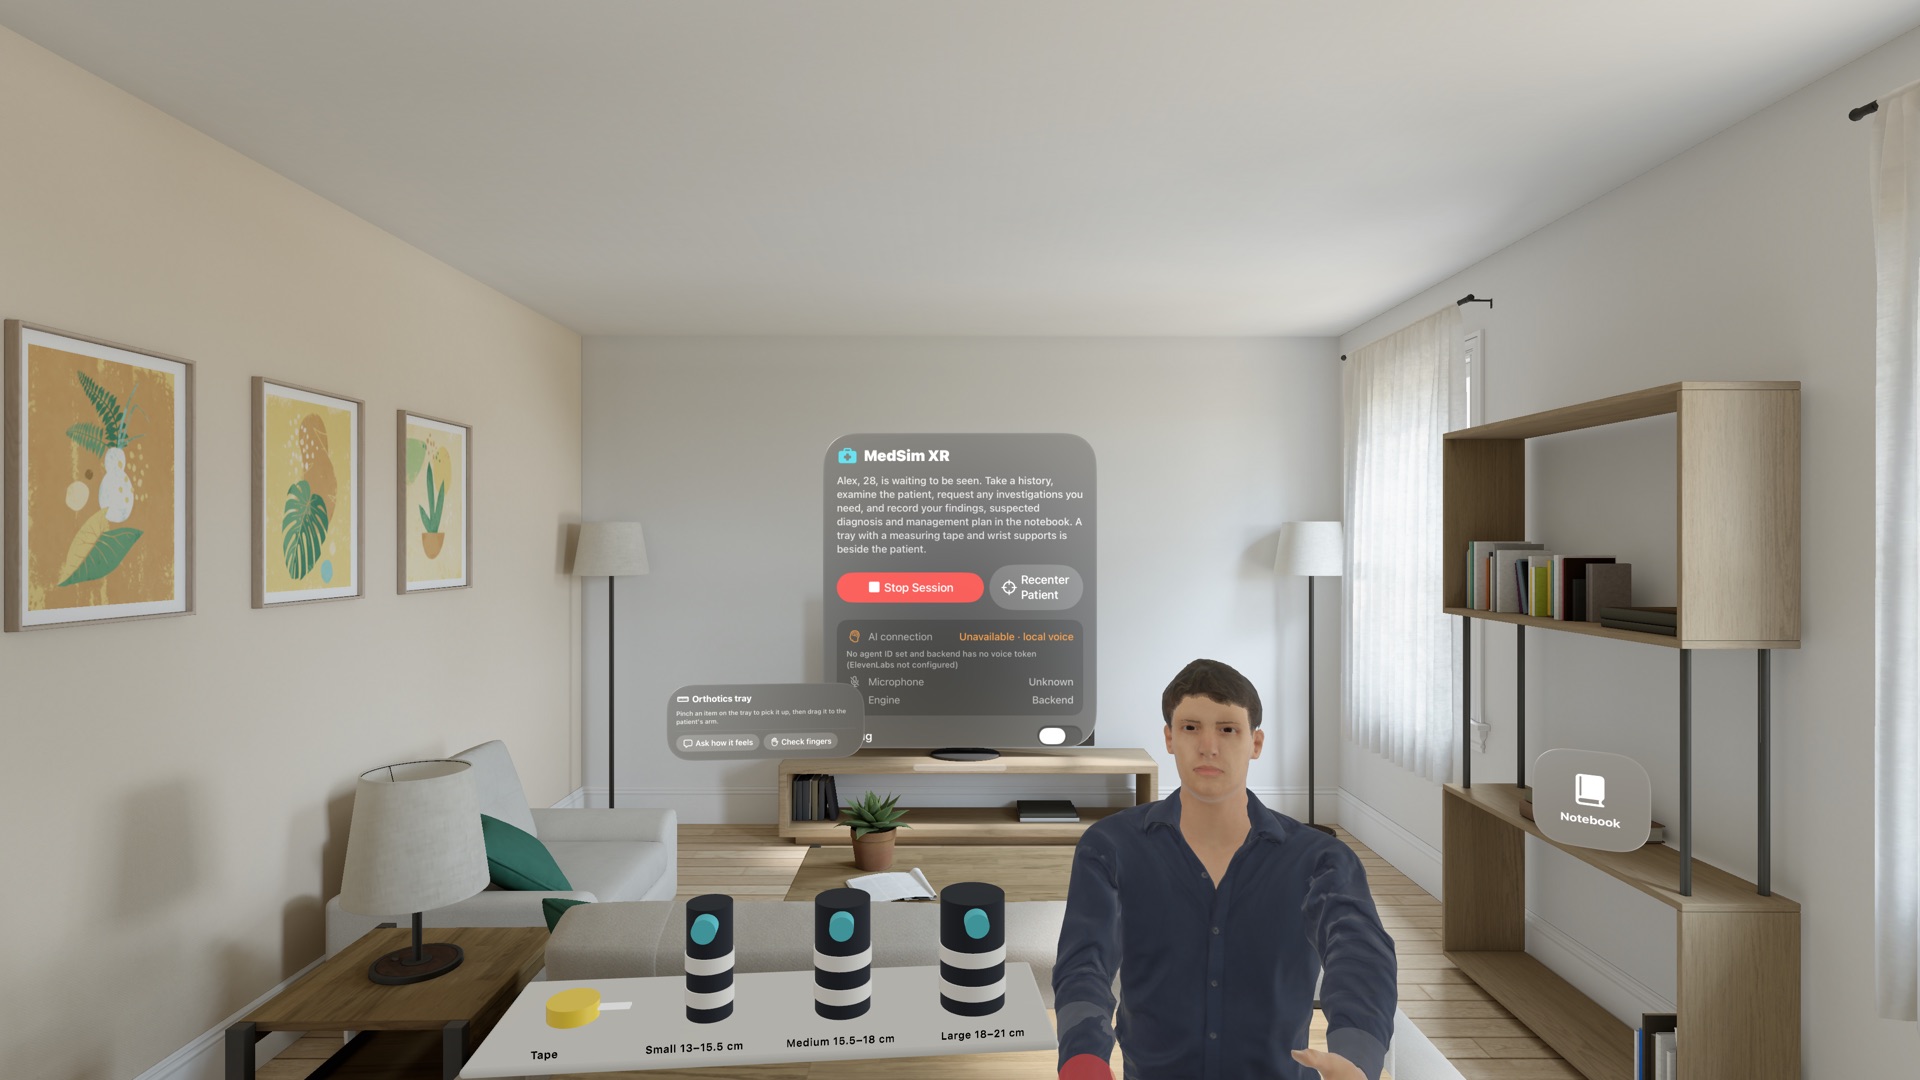 MedSim XR
Alex, 28, is waiting to be seen. Take a history,
examine the patient, request any investigations you
need, and record your findings, suspected
diagnosis and management plan in the notebook. A
tray with a measuring tape and wrist supports is
beside the patient.
Stop Session
Recenter
Patient
AI connection Unavailable · local voice
No agent ID set and backend has no voice token
(ElevenLabs not configured)
Microphone Unknown
Engine Backend
Orthotics tray
Pinch an item on the tray to pick it up, then drag it to the
patient's arm.
Ask how it feels
Check fingers
Notebook
Tape
Small 13–15.5 cm
Medium 15.5–18 cm
Large 18–21 cm